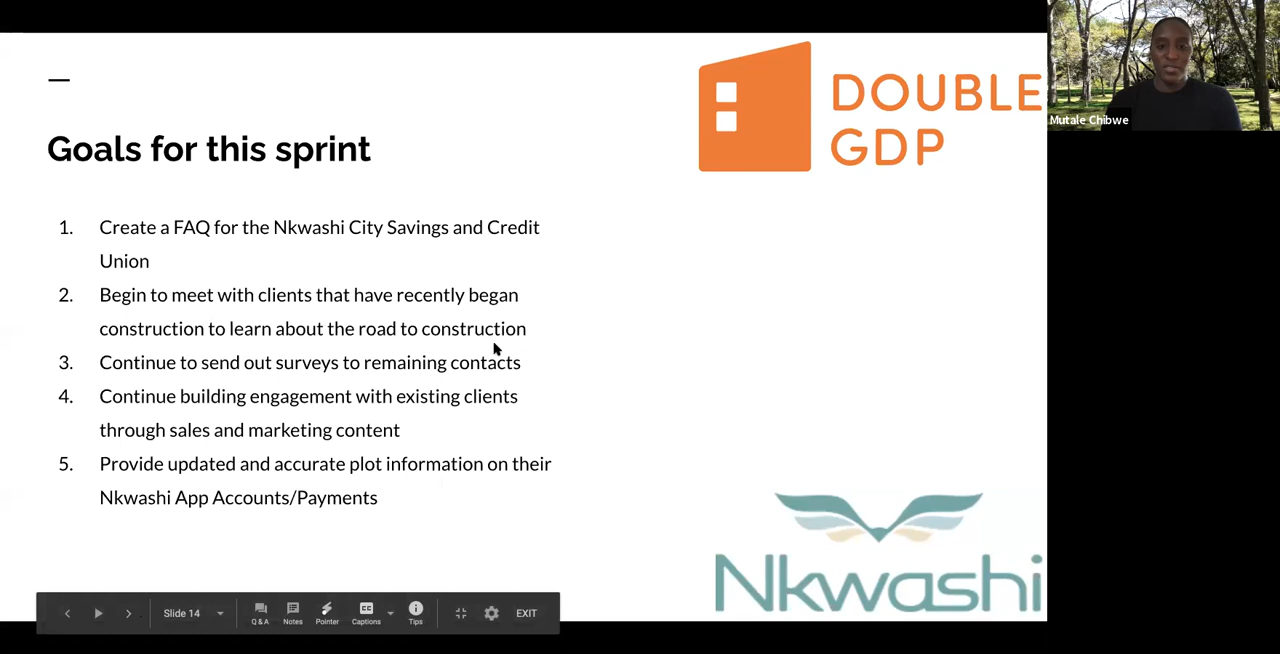 Goals for this sprint
1. Create a FAQ for the Nkwashi City Savings and Credit
Union
2. Begin to meet with clients that have recently began
construction to learn about the road to construction
3. Continue to send out surveys to remaining contacts
4. Continue building engagement with existing clients
through sales and marketing content
5. Provide updated and accurate plot information on their
Nkwashi App Accounts/Payments
DOUBLE
GDP
Mutale Chibwe
Nkwashi
Slide 14
Q & A
Notes
Pointer
CC
Captions
Tips
EXIT